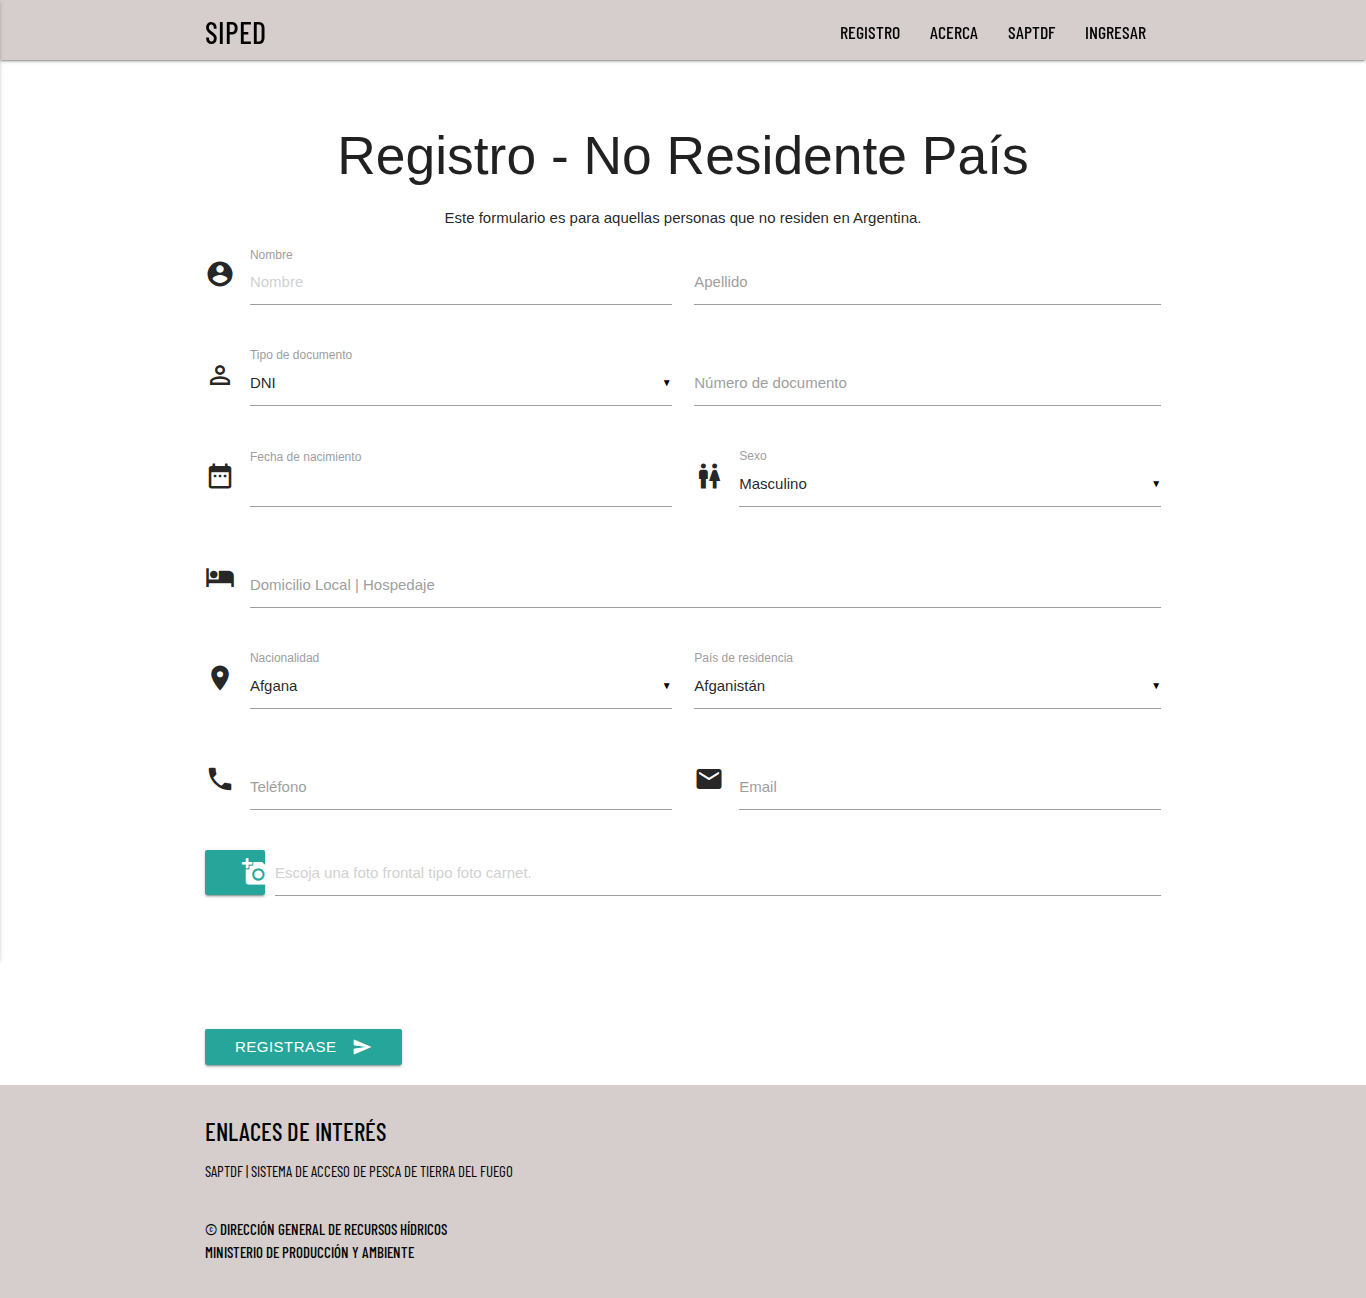 SIPED
REGISTRO ACERCA SAPTDF INGRESAR
Registro - No Residente País
Este formulario es para aquellas personas que no residen en Argentina.
Nombre
Nombre Apellido
Tipo de documento
DNI ▼ Número de documento
Fecha de nacimiento Sexo
Masculino ▼
Domicilio Local | Hospedaje
Nacionalidad País de residencia
Afgana ▼ Afganistán ▼
Teléfono Email
Escoja una foto frontal tipo foto carnet.
REGISTRASE
ENLACES DE INTERÉS
SAPTDF | SISTEMA DE ACCESO DE PESCA DE TIERRA DEL FUEGO
© DIRECCIÓN GENERAL DE RECURSOS HÍDRICOS
MINISTERIO DE PRODUCCIÓN Y AMBIENTE